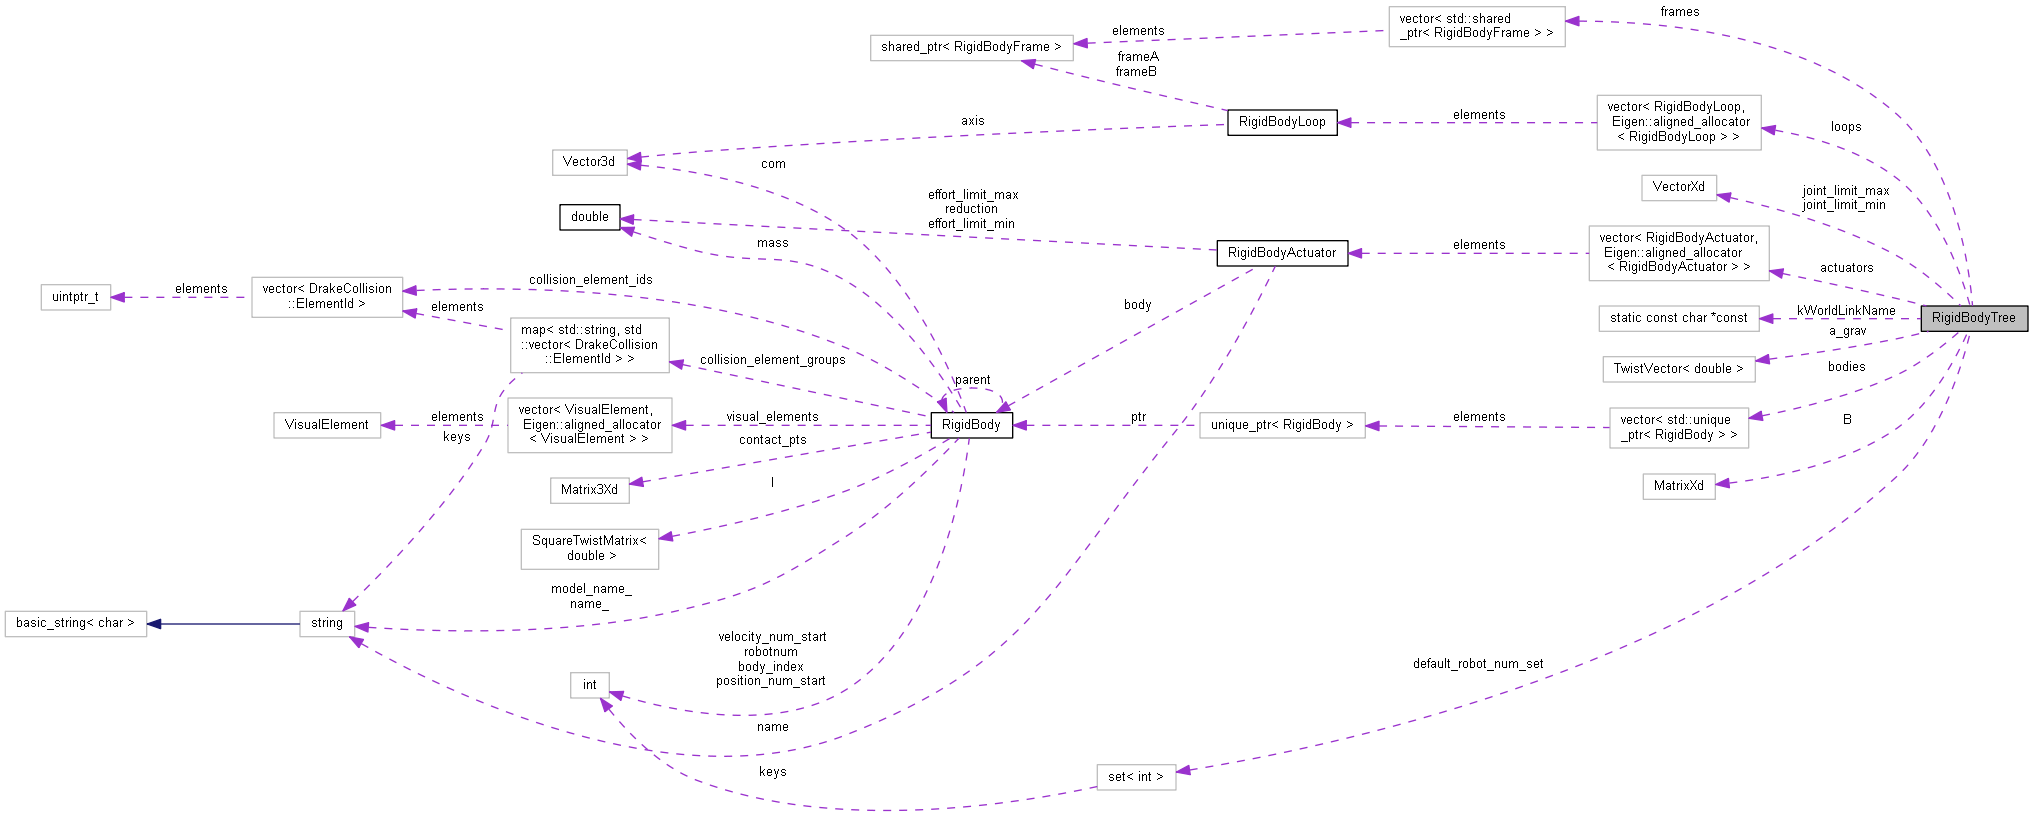 frames
vector< std::shared
_ptr< RigidBodyFrame > >
elements
shared_ptr< RigidBodyFrame >
frameA
frameB
vector< RigidBodyLoop,
Eigen::aligned_allocator
< RigidBodyLoop > >
elements
RigidBodyLoop
loops
axis
Vector3d
com
VectorXd
joint_limit_max
joint_limit_min
effort_limit_max
reduction
effort_limit_min
double
mass
vector< RigidBodyActuator,
Eigen::aligned_allocator
< RigidBodyActuator > >
elements
RigidBodyActuator
actuators
collision_element_ids
vector< DrakeCollision
::ElementId >
elements
uintptr_t
elements
body
static const char *const
kWorldLinkName
RigidBodyTree
a_grav
map< std::string, std
::vector< DrakeCollision
::ElementId > >
collision_element_groups
TwistVector< double >
bodies
parent
vector< VisualElement,
Eigen::aligned_allocator
< VisualElement > >
visual_elements
elements
VisualElement
keys
RigidBody
ptr
unique_ptr< RigidBody >
elements
vector< std::unique
_ptr< RigidBody > >
B
contact_pts
Matrix3Xd
I
MatrixXd
SquareTwistMatrix<
double >
model_name_
name_
basic_string< char >
string
velocity_num_start
robotnum
body_index
position_num_start
int
default_robot_num_set
name
keys
set< int >